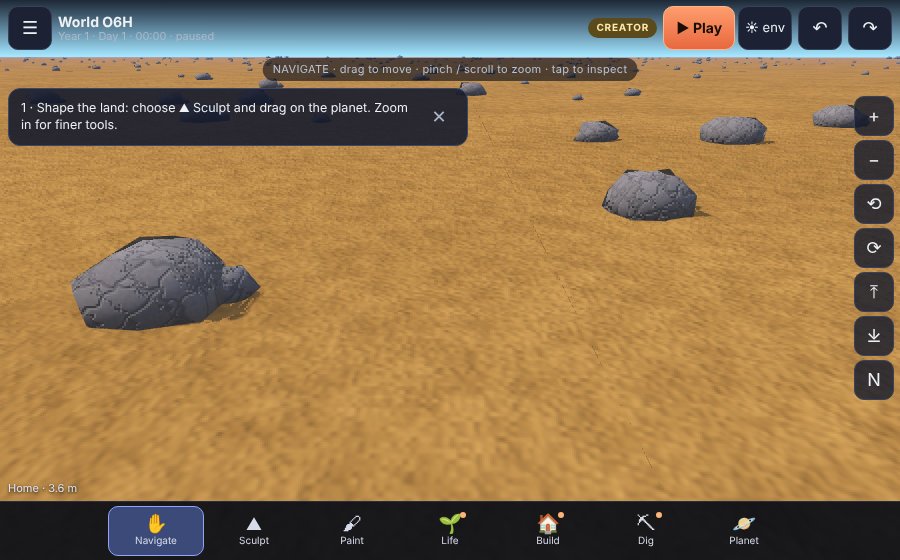 ☰
World O6H
Year 1 · Day 1 · 00:00 · paused
CREATOR
▶ Play
☀ env
↶
↷
NAVIGATE · drag to move · pinch / scroll to zoom · tap to inspect
1 · Shape the land: choose ▲ Sculpt and drag on the planet. Zoom
in for finer tools.
✕
+
−
⟲
⟳
⤒
⤓
N
Home · 3.6 m
Navigate
Sculpt
Paint
Life
Build
Dig
Planet